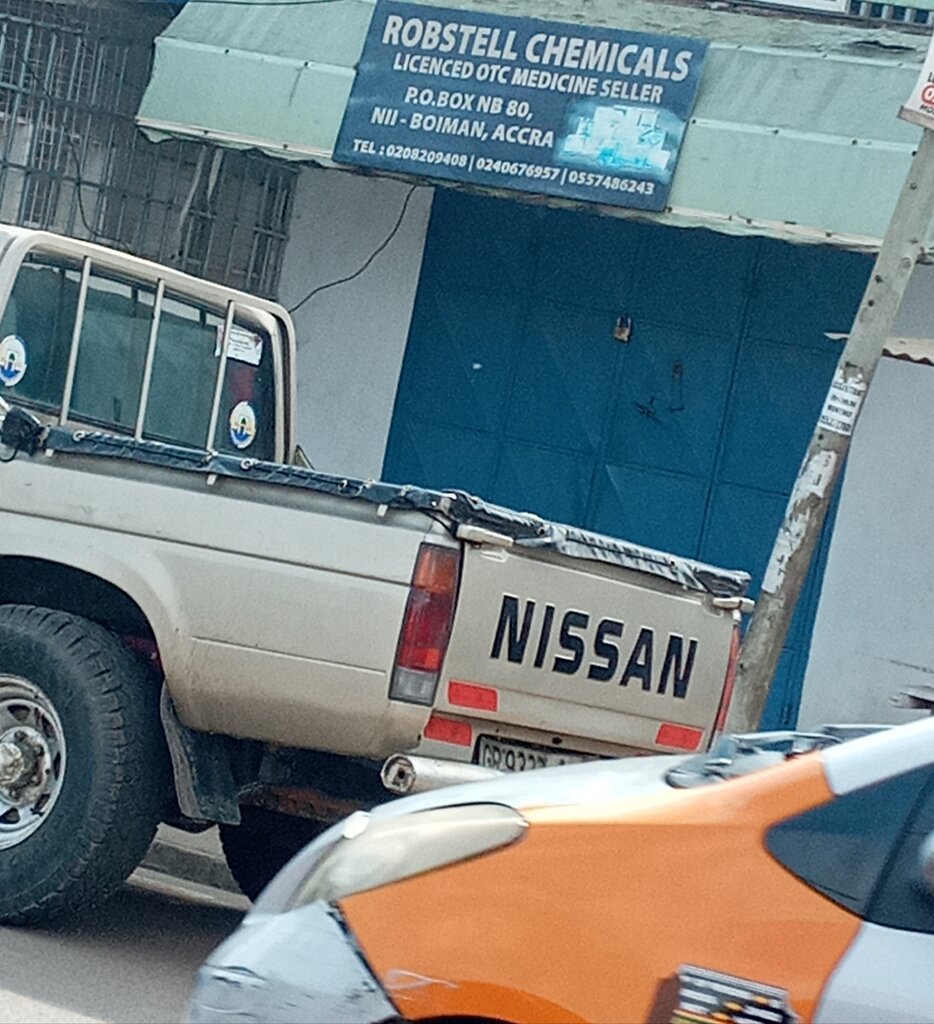 ROBSTELL CHEMICALS
LICENCED OTC MEDICINE SELLER
P.O.BOX NB 80,
NII - BOIMAN, ACCRA
TEL : 0208209408 | 0240676957 | 0557486243
NISSAN